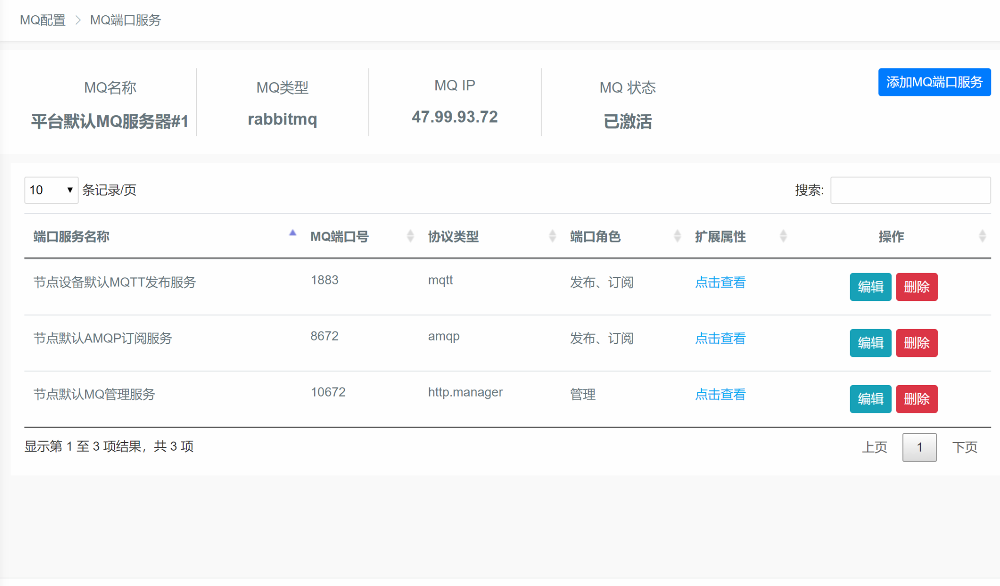 MQ配置 > MQ端口服务
MQ名称 MQ类型 MQ IP MQ 状态 添加MQ端口服务
平台默认MQ服务器#1 rabbitmq 47.99.93.72 已激活
10 条记录/页 搜索:
端口服务名称 MQ端口号 协议类型 端口角色 扩展属性 操作
节点设备默认MQTT发布服务 1883 mqtt 发布、订阅 点击查看 编辑 删除
节点默认AMQP订阅服务 8672 amqp 发布、订阅 点击查看 编辑 删除
节点默认MQ管理服务 10672 http.manager 管理 点击查看 编辑 删除
显示第 1 至 3 项结果，共 3 项 上页 1 下页